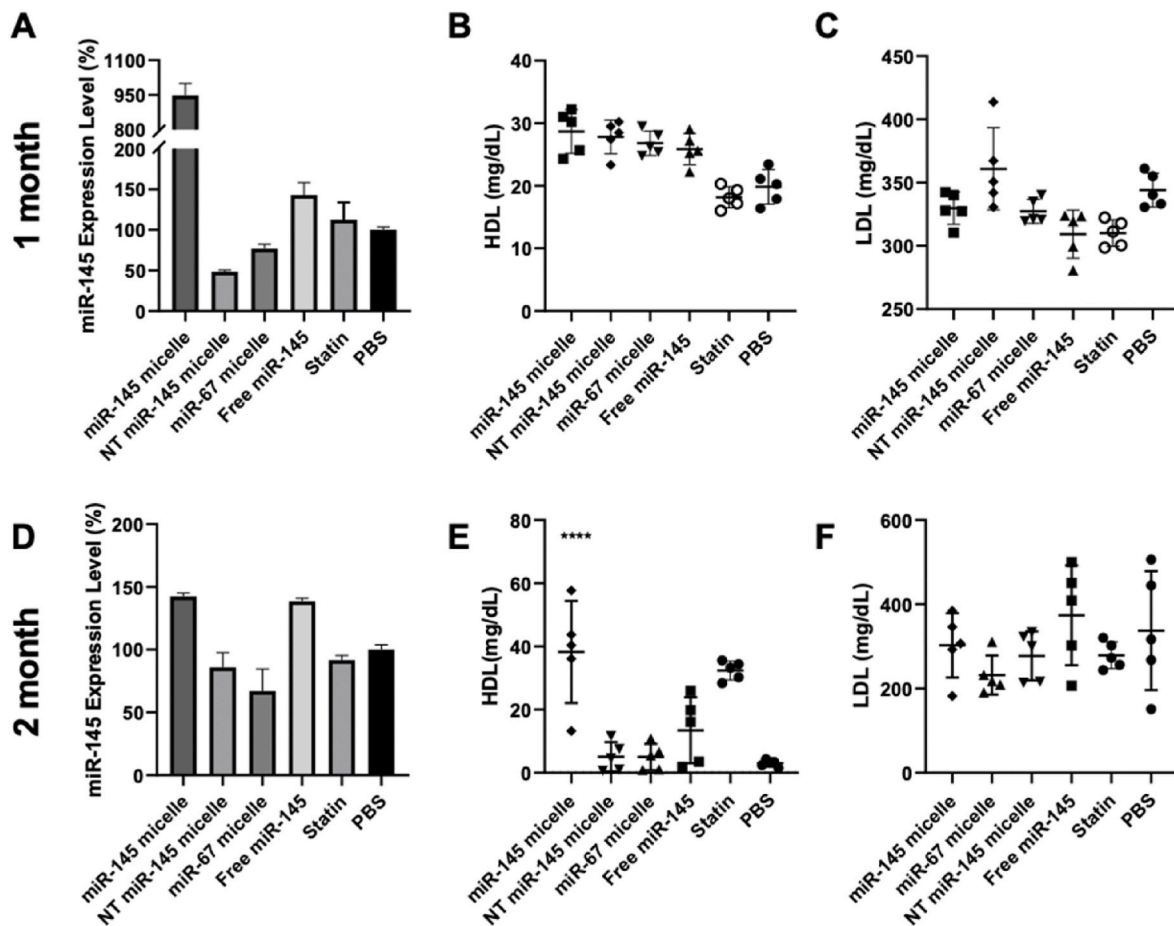 A
B
C
1 month
miR-145 Expression Level (%)
1100
950
800
200
150
100
50
0
miR-145 micelle
NT miR-145 micelle
miR-67 micelle
Free miR-145
Statin
PBS
HDL (mg/dL)
40
30
20
10
0
miR-145 micelle
NT miR-145 micelle
miR-67 micelle
Free miR-145
Statin
PBS
LDL (mg/dL)
450
400
350
300
250
miR-145 micelle
NT miR-145 micelle
miR-67 micelle
Free miR-145
Statin
PBS
D
E
F
2 month
miR-145 Expression Level (%)
200
150
100
50
0
miR-145 micelle
NT miR-145 micelle
miR-67 micelle
Free miR-145
Statin
PBS
HDL(mg/dL)
80
60
40
20
0
****
miR-145 micelle
NT miR-145 micelle
miR-67 micelle
Free miR-145
Statin
PBS
LDL (mg/dL)
600
400
200
0
miR-145 micelle
miR-67 micelle
NT miR-145 micelle
Free miR-145
Statin
PBS